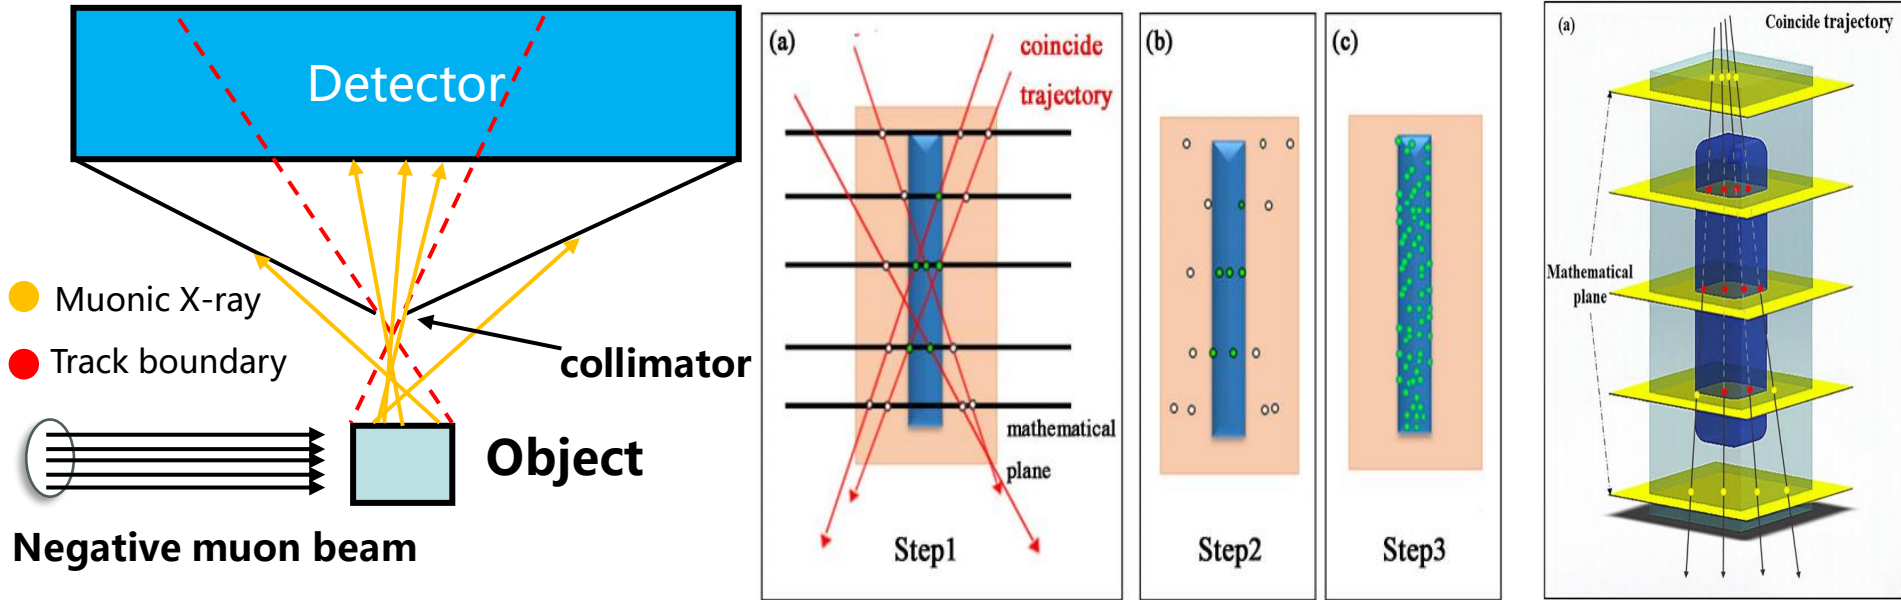 Detector
Muonic X-ray
Track boundary
collimator
Object
Negative muon beam
(a)
coincide
trajectory
mathematical
plane
Step1
(b)
Step2
(c)
Step3
(a)
Coincide trajectory
Mathematical
plane